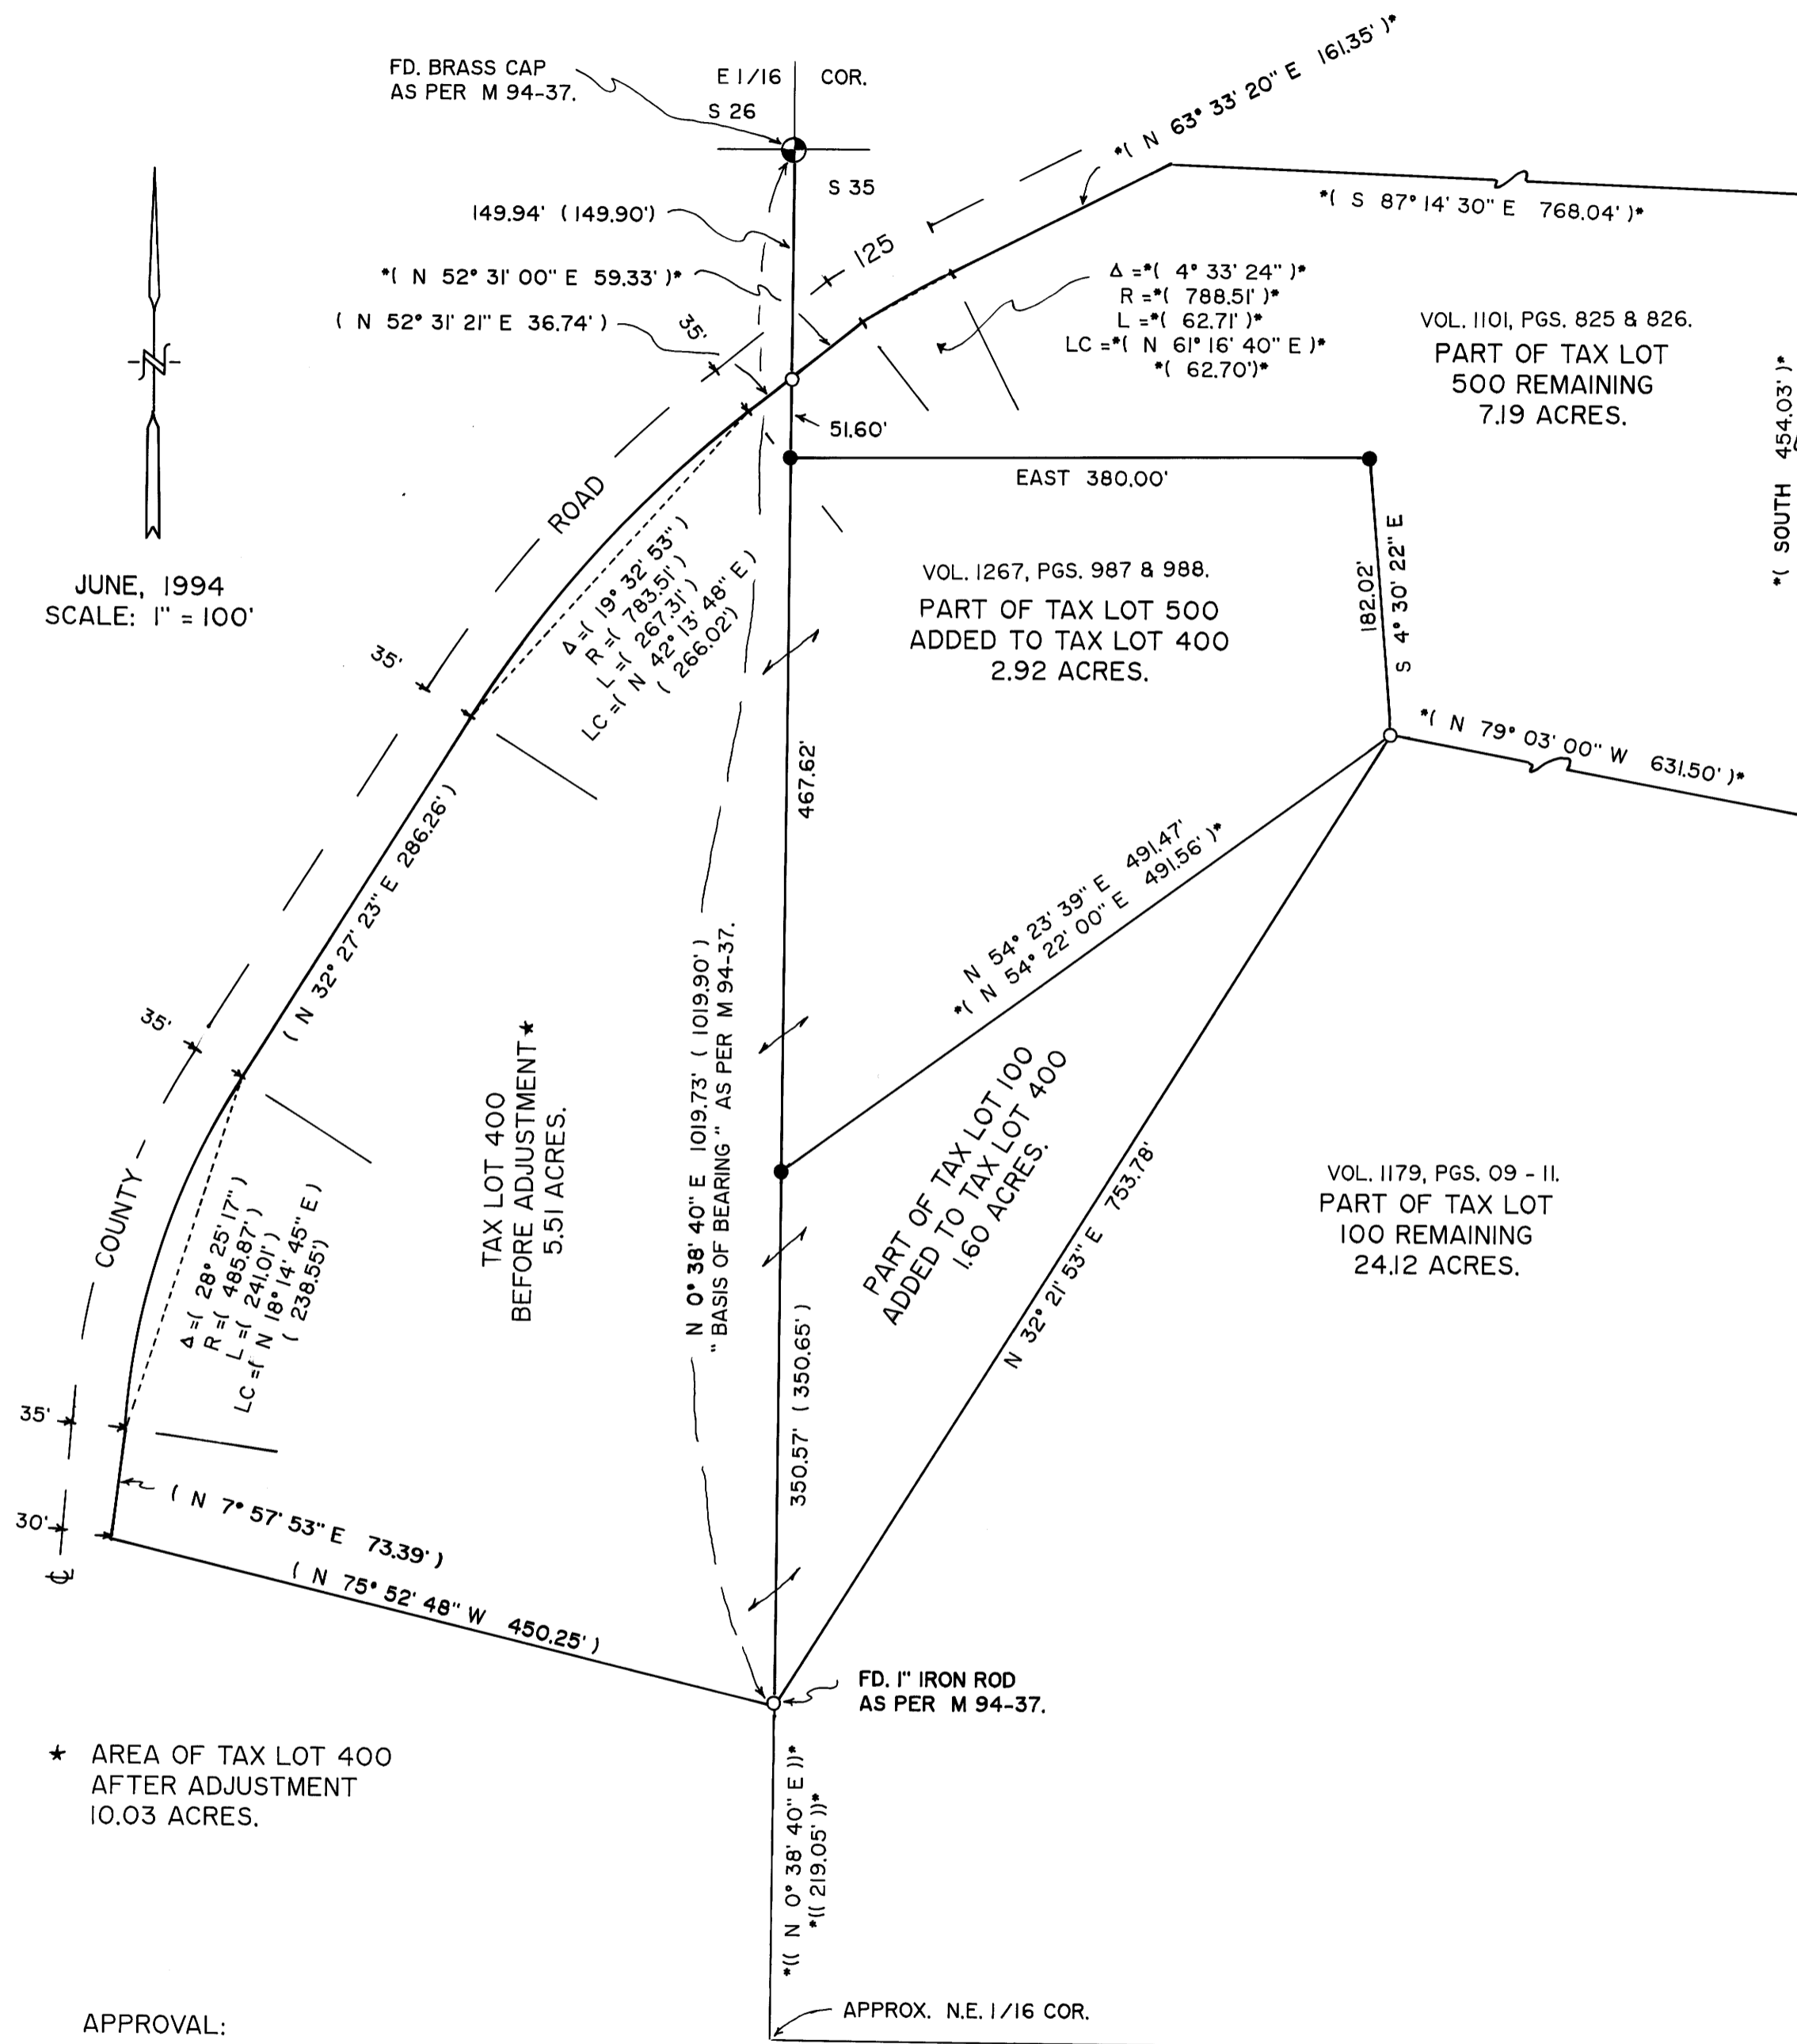 FD. BRASS CAP
AS PER M 94-37.
E 1/16 COR.
S 26
S 35
149.94' (149.90')
*( N 52° 31' 00" E 59.33' )*
( N 52° 31' 21" E 36.74' )
35'
125
*( N 63° 33' 20" E 161.35' )*
*( S 87° 14' 30" E 768.04' )*
Δ =*( 4° 33' 24" )*
R =*( 788.51' )*
L =*( 62.71' )*
LC =*( N 61° 16' 40" E )*
*( 62.70')*
VOL. 1101, PGS. 825 & 826.
PART OF TAX LOT
500 REMAINING
7.19 ACRES.
*( SOUTH 454.03' )*
51.60'
EAST 380.00'
JUNE, 1994
SCALE: 1" = 100'
ROAD
35'
Δ =( 19° 32' 53" )
R =( 783.51' )
L =( 267.31' )
LC =( N 42° 13' 48" E )
( 266.02')
VOL. 1267, PGS. 987 & 988.
PART OF TAX LOT 500
ADDED TO TAX LOT 400
2.92 ACRES.
182.02'
S 4° 30' 22" E
*( N 79° 03' 00" W 631.50' )*
467.62'
( N 32° 27' 23" E 286.26' )
N 54° 23' 39" E 491.47'
*( N 54° 22' 00" E 491.56' )*
35'
N 0° 38' 40" E 1019.73' ( 1019.90' )
" BASIS OF BEARING " AS PER M 94-37.
TAX LOT 400
BEFORE ADJUSTMENT ★
5.51 ACRES.
PART OF TAX LOT 100
ADDED TO TAX LOT 400
1.60 ACRES.
N 32° 21' 53" E 753.78'
VOL. 1179, PGS. 09 - 11.
PART OF TAX LOT
100 REMAINING
24.12 ACRES.
COUNTY
Δ =( 28° 25' 17" )
R =( 485.87' )
L =( 241.01' )
LC =( N 18° 14' 45" E )
( 238.55')
350.57' ( 350.65' )
35'
30'
( N 7° 57' 53" E 73.39' )
( N 75° 52' 48" W 450.25' )
FD. 1" IRON ROD
AS PER M 94-37.
★ AREA OF TAX LOT 400
AFTER ADJUSTMENT
10.03 ACRES.
*(( N 0° 38' 40" E ))*
*(( 219.05' ))*
APPROX. N.E. 1/16 COR.
APPROVAL: